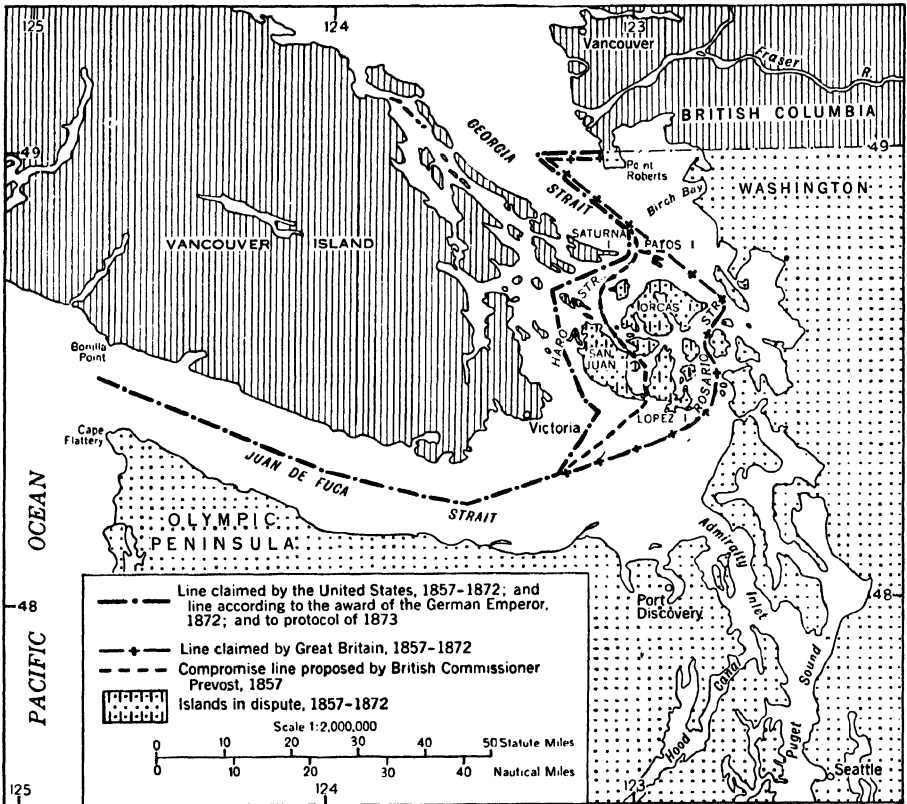 125
124
123
Vancouver
Fraser
R.
BRITISH COLUMBIA
49
49
GEORGIA
STRAIT
Point
Roberts
Birch Bay
WASHINGTON
SATURNA
I
PATOS I
VANCOUVER ISLAND
STR.
ORCAS I.
STR.
HARO
SAN
JUAN I.
ROSARIO
LOPEZ I.
Bonilla
Point
Victoria
Cape
Flattery
JUAN DE FUCA
STRAIT
PACIFIC OCEAN
OLYMPIC
PENINSULA
Admiralty
Inlet
Port
Discovery
48
48
Hood
Canal
Puget
Sound
Seattle
Line claimed by the United States, 1857-1872; and
line according to the award of the German Emperor,
1872; and to protocol of 1873
Line claimed by Great Britain, 1857-1872
Compromise line proposed by British Commissioner
Prevost, 1857
Islands in dispute, 1857-1872
Scale 1:2,000,000
0 10 20 30 40 50 Statute Miles
0 10 20 30 40 Nautical Miles
125
124
123